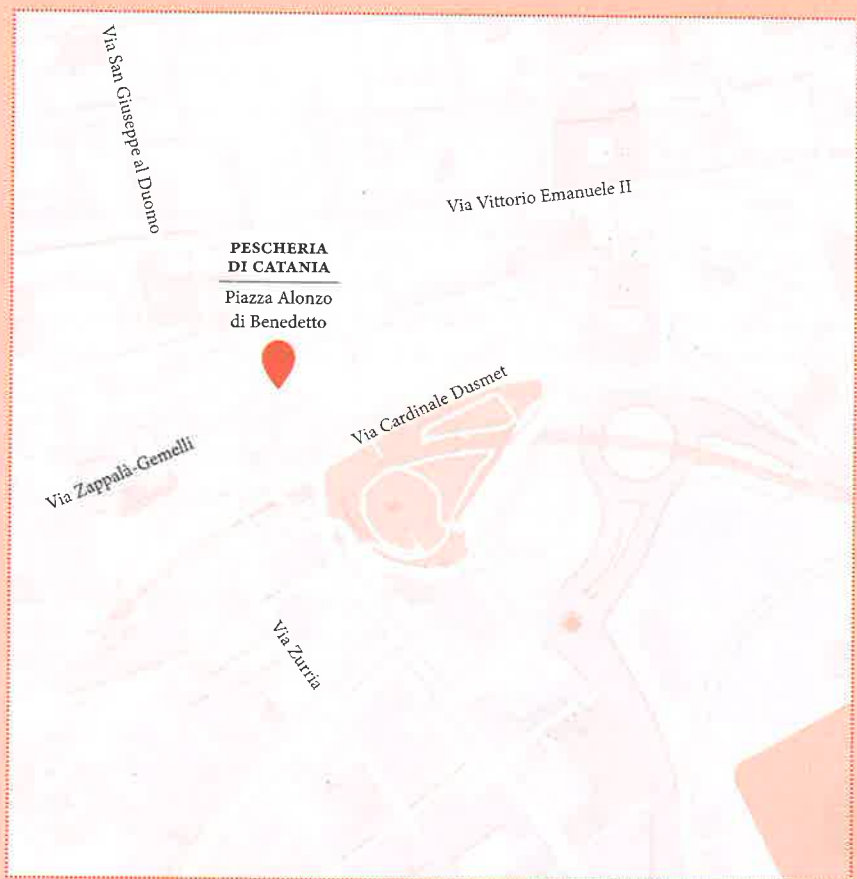 Via San Giuseppe al Duomo
Via Vittorio Emanuele II
PESCHERIA
DI CATANIA
Piazza Alonzo
di Benedetto
Via Cardinale Dusmet
Via Zappalà-Gemelli
Via Zurria